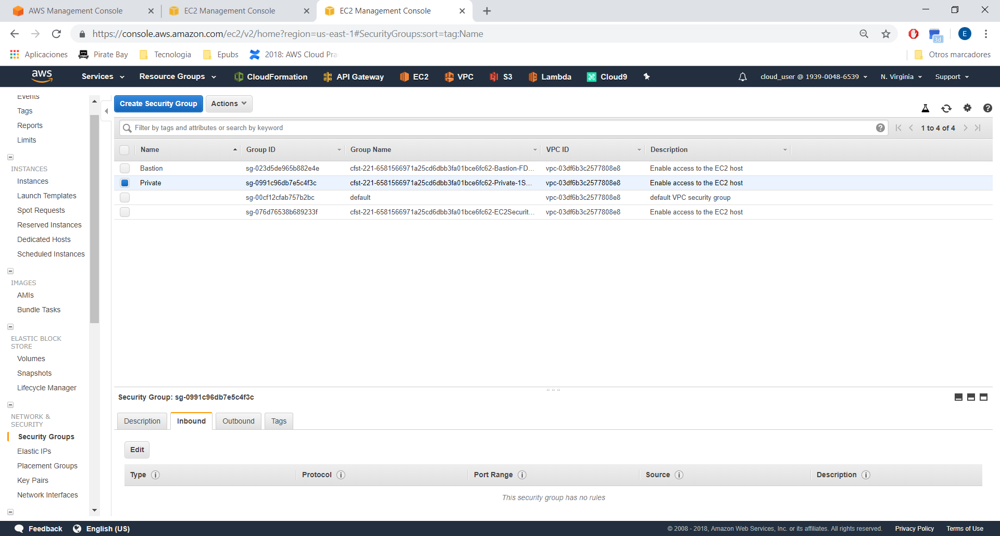 AWS Management Console
EC2 Management Console
EC2 Management Console
https://console.aws.amazon.com/ec2/v2/home?region=us-east-1#SecurityGroups:sort=tag:Name
3d
E
Aplicaciones
Pirate Bay
Tecnologia
Epubs
2018: AWS Cloud Pra
Otros marcadores
aws
Services
Resource Groups
CloudFormation
API Gateway
EC2
VPC
S3
Lambda
Cloud9
cloud_user @ 1939-0048-6539
N. Virginia
Support
Events
Tags
Reports
Limits
INSTANCES
Instances
Launch Templates
Spot Requests
Reserved Instances
Dedicated Hosts
Scheduled Instances
IMAGES
AMIs
Bundle Tasks
ELASTIC BLOCK
STORE
Volumes
Snapshots
Lifecycle Manager
NETWORK &
SECURITY
Security Groups
Elastic IPs
Placement Groups
Key Pairs
Network Interfaces
Create Security Group
Actions
Filter by tags and attributes or search by keyword
1 to 4 of 4
Name Group ID Group Name VPC ID Description
Bastion sg-023d5de965b882e4e cfst-221-6581566971a25cd6dbb3fa01bce6fc62-Bastion-FD... vpc-03df6b3c2577808e8 Enable access to the EC2 host
Private sg-0991c96db7e5c4f3c cfst-221-6581566971a25cd6dbb3fa01bce6fc62-Private-1S... vpc-03df6b3c2577808e8 Enable access to the EC2 host
sg-00cf12cfab757b2bc default vpc-03df6b3c2577808e8 default VPC security group
sg-076d76538b689233f cfst-221-6581566971a25cd6dbb3fa01bce6fc62-EC2Securit... vpc-03df6b3c2577808e8 Enable access to the EC2 host
Security Group: sg-0991c96db7e5c4f3c
Description
Inbound
Outbound
Tags
Edit
Type Protocol Port Range Source Description
This security group has no rules
Feedback
English (US)
© 2008 - 2018, Amazon Web Services, Inc. or its affiliates. All rights reserved.
Privacy Policy
Terms of Use